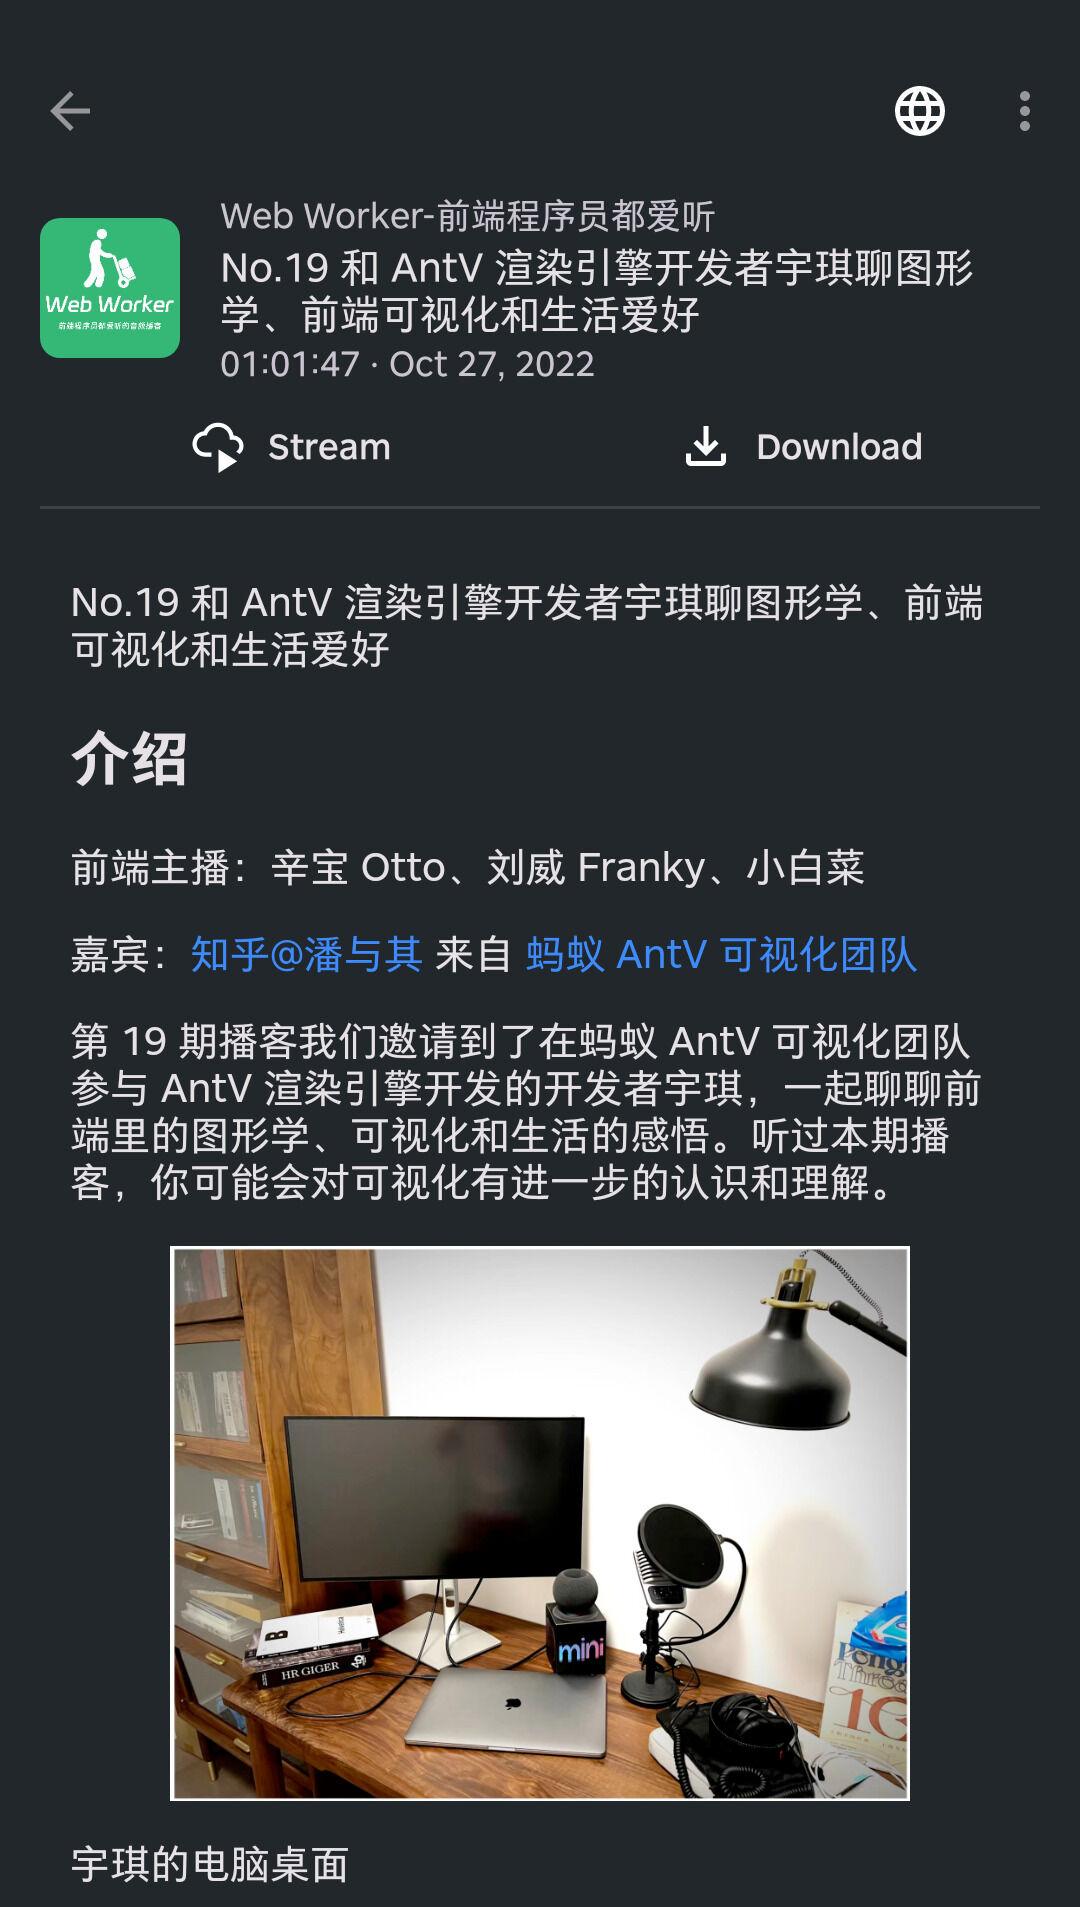 Web Worker-前端程序员都爱听
No.19 和 AntV 渲染引擎开发者宇琪聊图形
学、前端可视化和生活爱好
01:01:47 · Oct 27, 2022
Web Worker
前端程序员都爱听的音频播客
Stream
Download
No.19 和 AntV 渲染引擎开发者宇琪聊图形学、前端
可视化和生活爱好
介绍
前端主播：辛宝 Otto、刘威 Franky、小白菜
嘉宾：知乎@潘与其 来自 蚂蚁 AntV 可视化团队
第 19 期播客我们邀请到了在蚂蚁 AntV 可视化团队
参与 AntV 渲染引擎开发的开发者宇琪，一起聊聊前
端里的图形学、可视化和生活的感悟。听过本期播
客，你可能会对可视化有进一步的认识和理解。
B
Helvetica
HR GIGER
mini
宇琪的电脑桌面